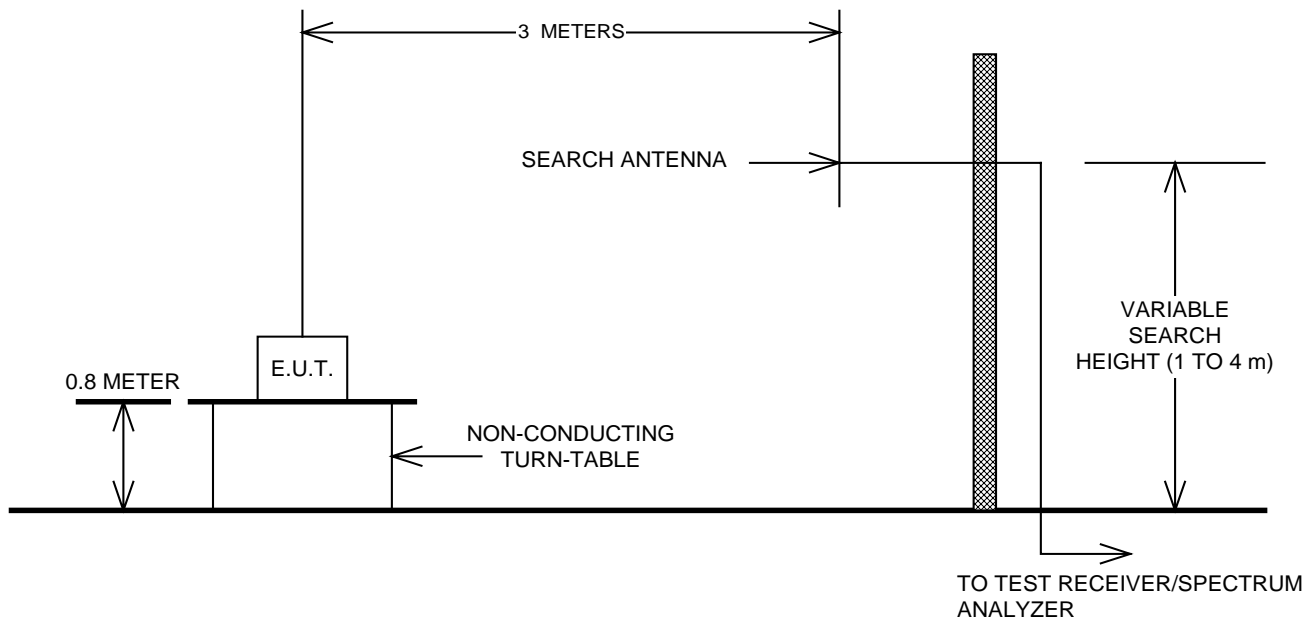 3 METERS
SEARCH ANTENNA
VARIABLE
SEARCH
HEIGHT (1 TO 4 m)
E.U.T.
0.8 METER
NON-CONDUCTING
TURN-TABLE
TO TEST RECEIVER/SPECTRUM
ANALYZER